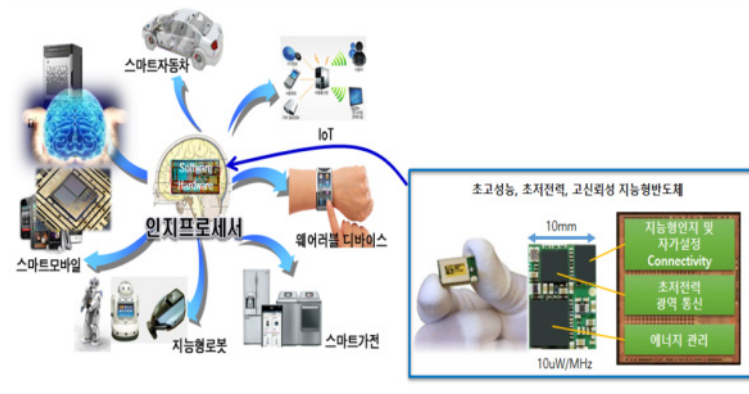 스마트자동차
IoT
Software
Hardware
인지프로세서
웨어러블 디바이스
스마트모바일
지능형로봇
스마트가전
초고성능, 초저전력, 고신뢰성 지능형반도체
10mm
지능형인지 및
자가설정
Connectivity
초저전력
광역 통신
에너지 관리
10uW/MHz